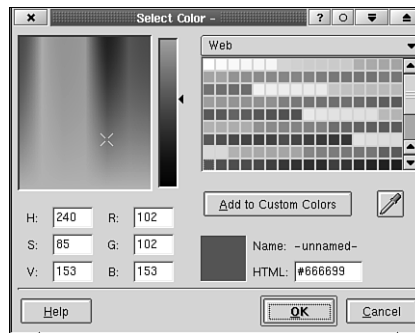 Select Color -
Web
Add to Custom Colors
H: 240 R: 102
S: 85 G: 102
V: 153 B: 153
Name: -unnamed-
HTML: #666699
Help OK Cancel